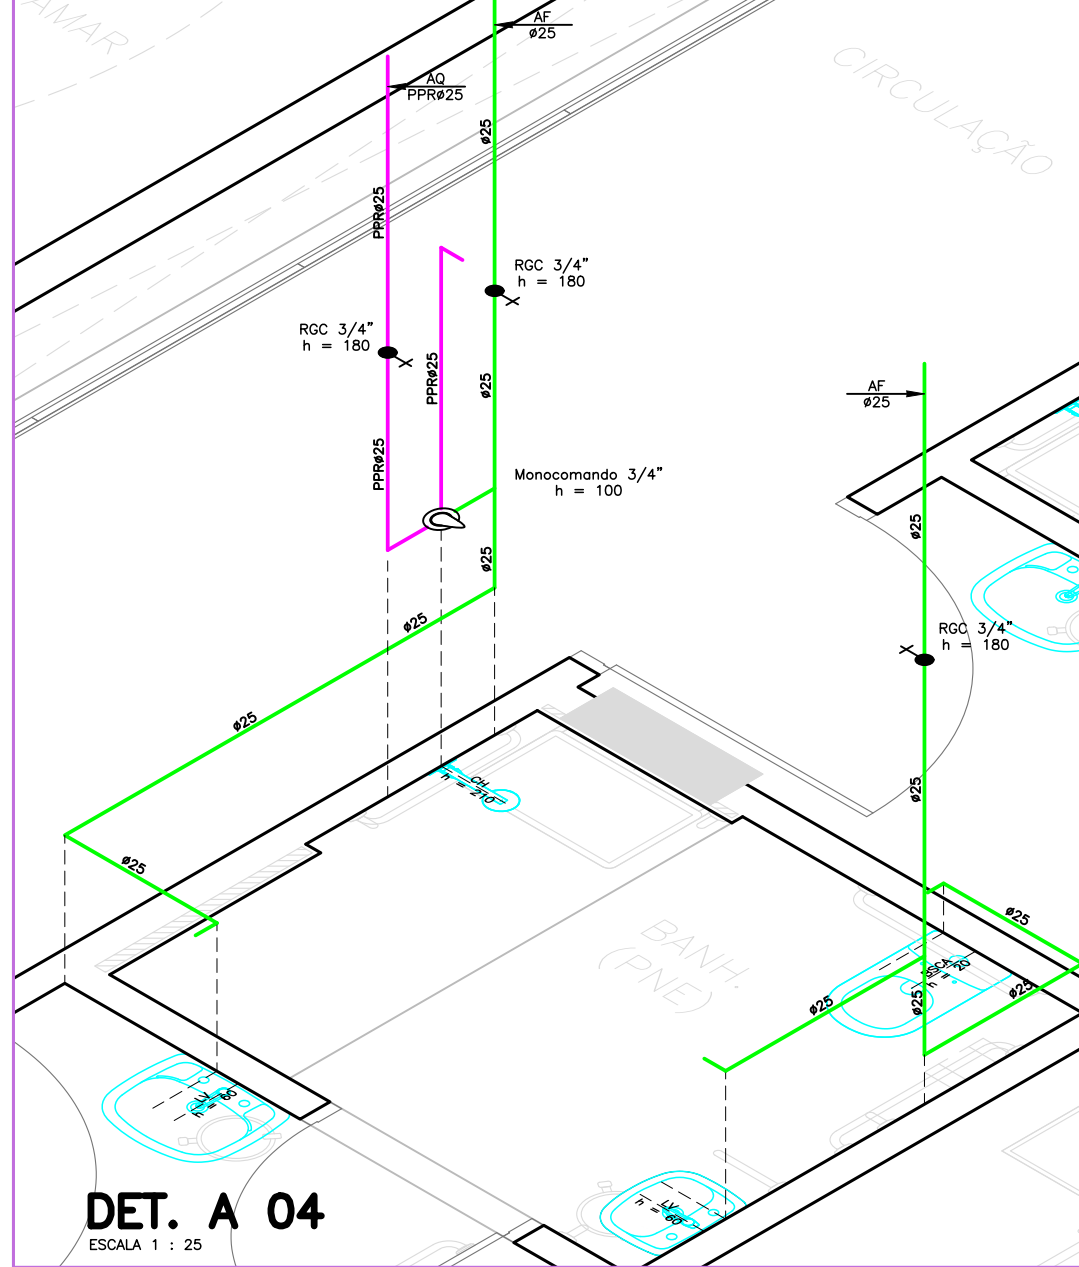 AMAR
AF
ø25
AQ
PPRø25
CIRCULAÇÃO
ø25
PPRø25
RGC 3/4”
h = 180
RGC 3/4”
h = 180
PPRø25
ø25
AF
ø25
PPRø25
Monocomando 3/4”
h = 100
ø25
ø25
ø25
RGC 3/4”
h = 180
ø25
CH
h = 210
ø25
ø25
ø25
BANH.
(PNE)
BSCA
h = 20
ø25
ø25
ø25
LV
h = 60
LV
h = 60
DET. A 04
ESCALA 1 : 25